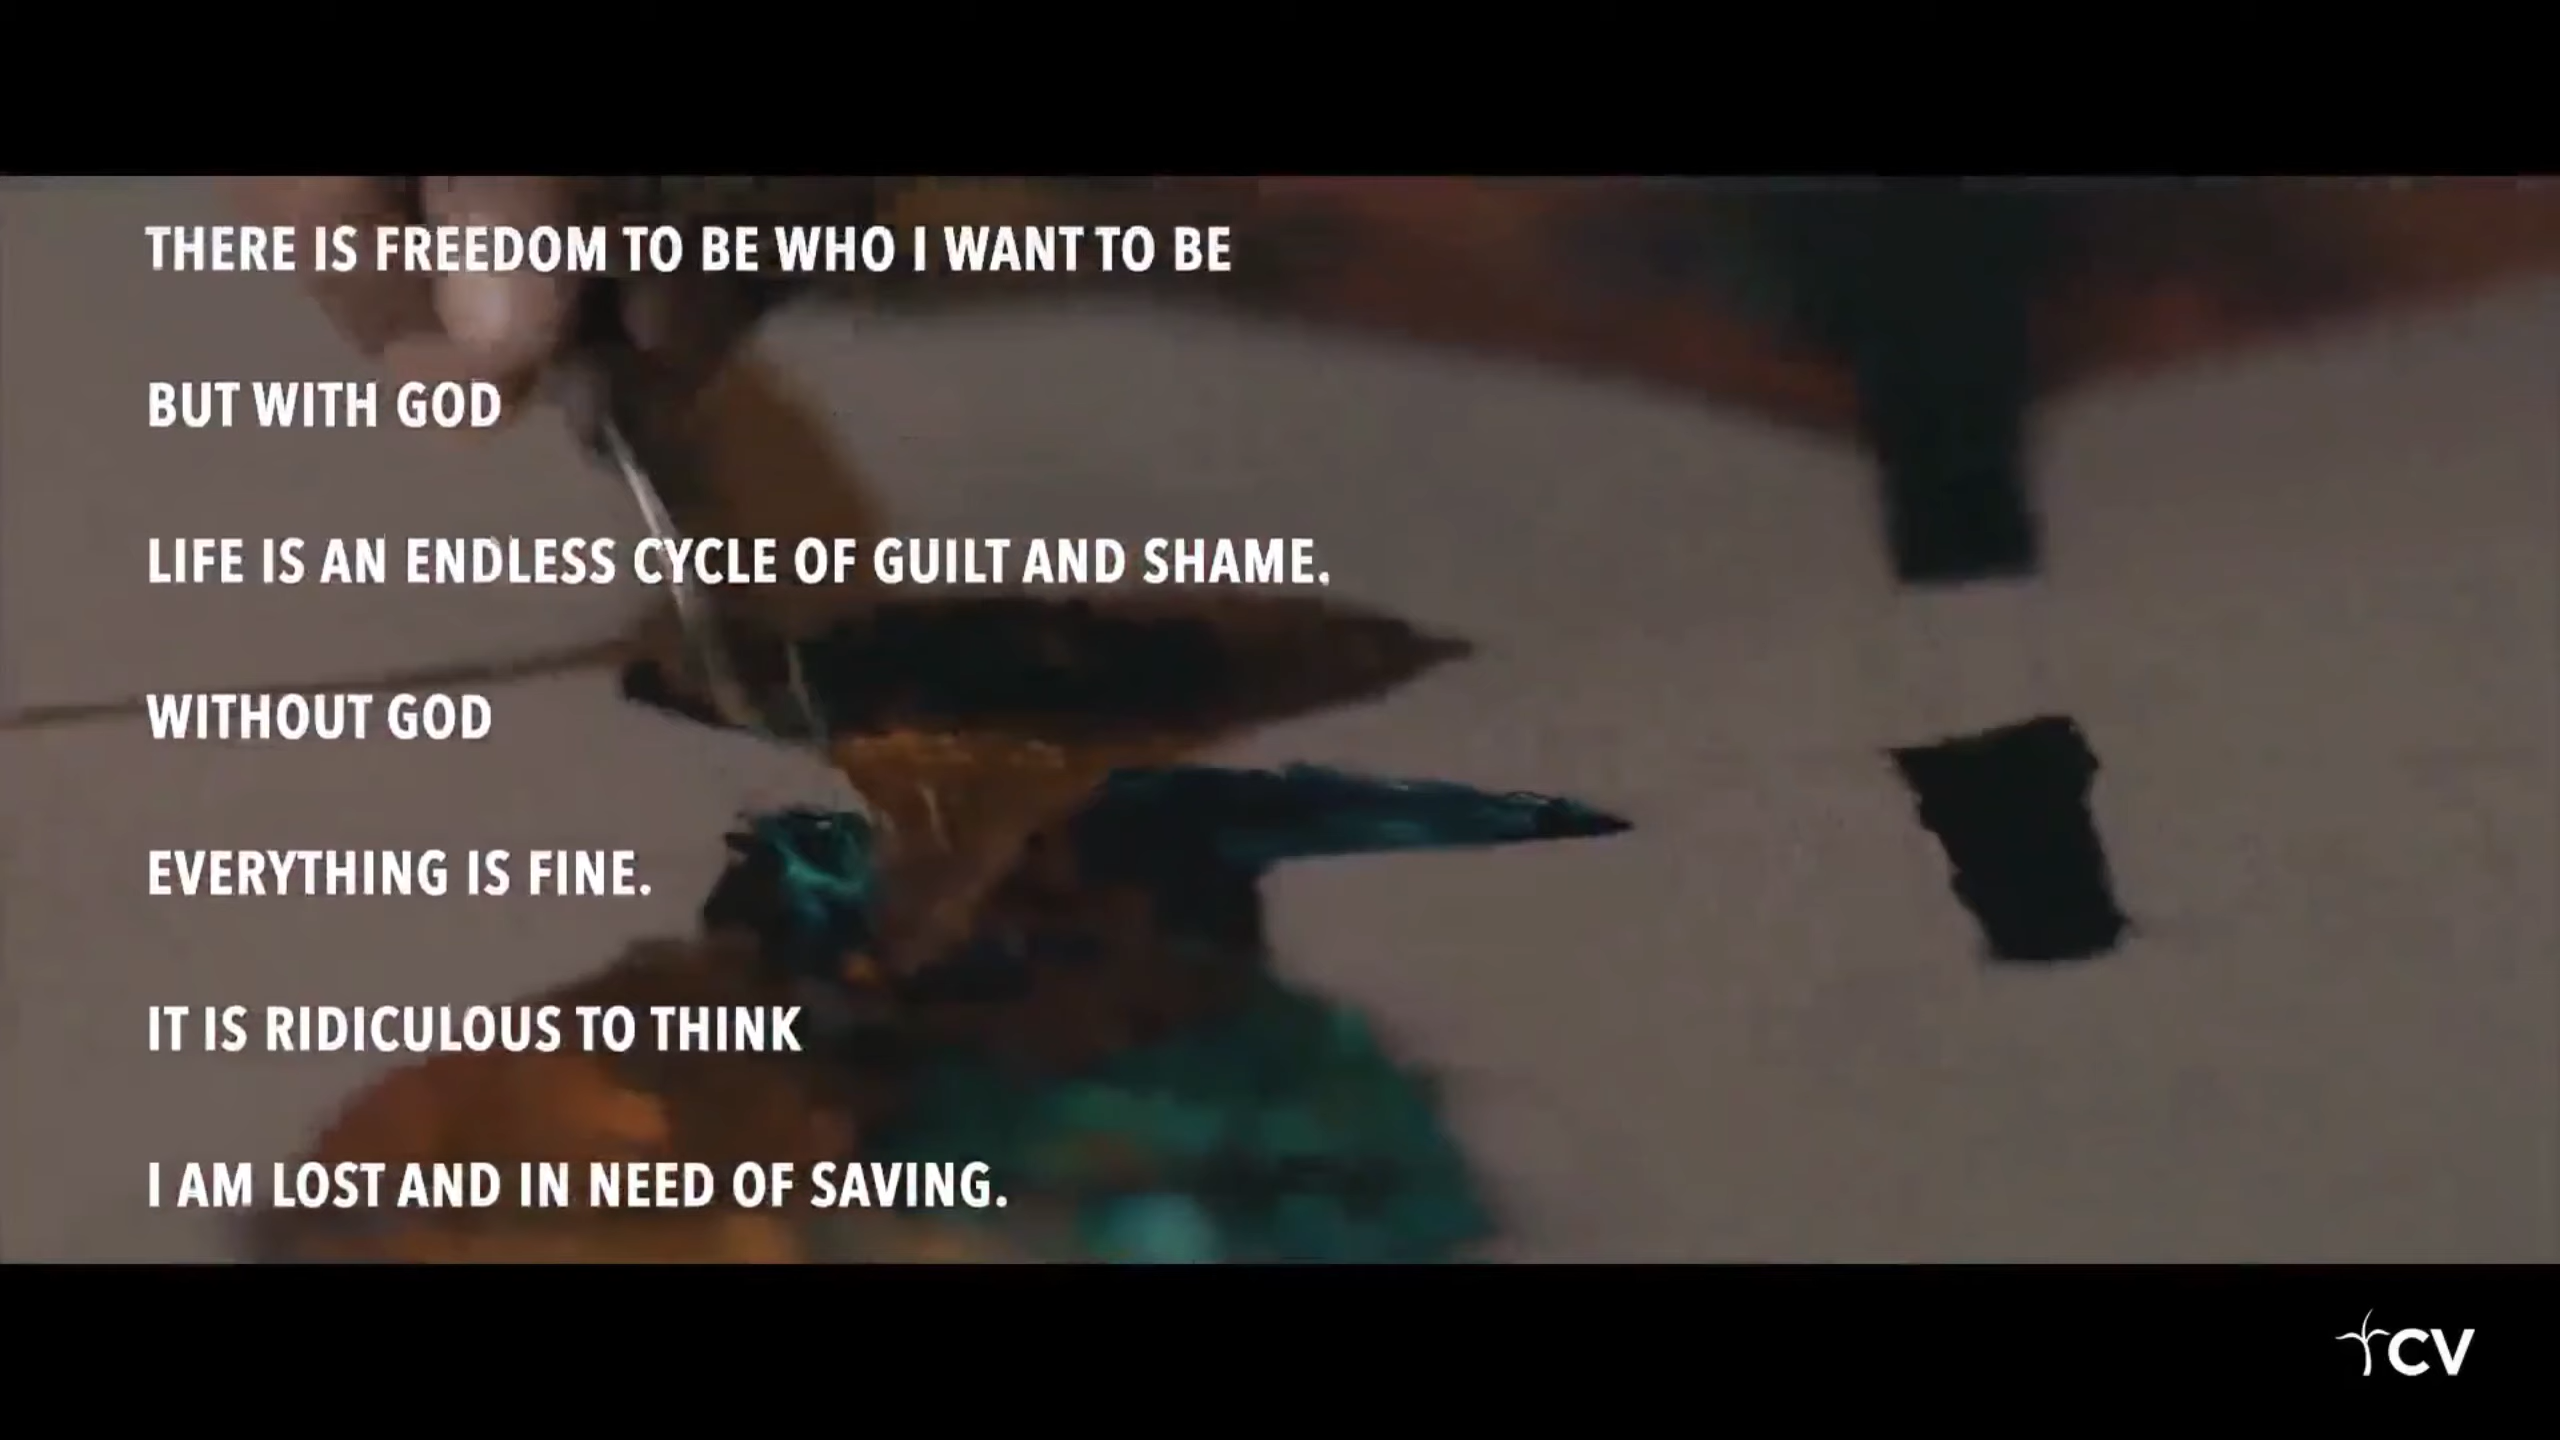 THERE IS FREEDOM TO BE WHO I WANT TO BE
BUT WITH GOD
LIFE IS AN ENDLESS CYCLE OF GUILT AND SHAME.
WITHOUT GOD
EVERYTHING IS FINE.
IT IS RIDICULOUS TO THINK
I AM LOST AND IN NEED OF SAVING.
CV